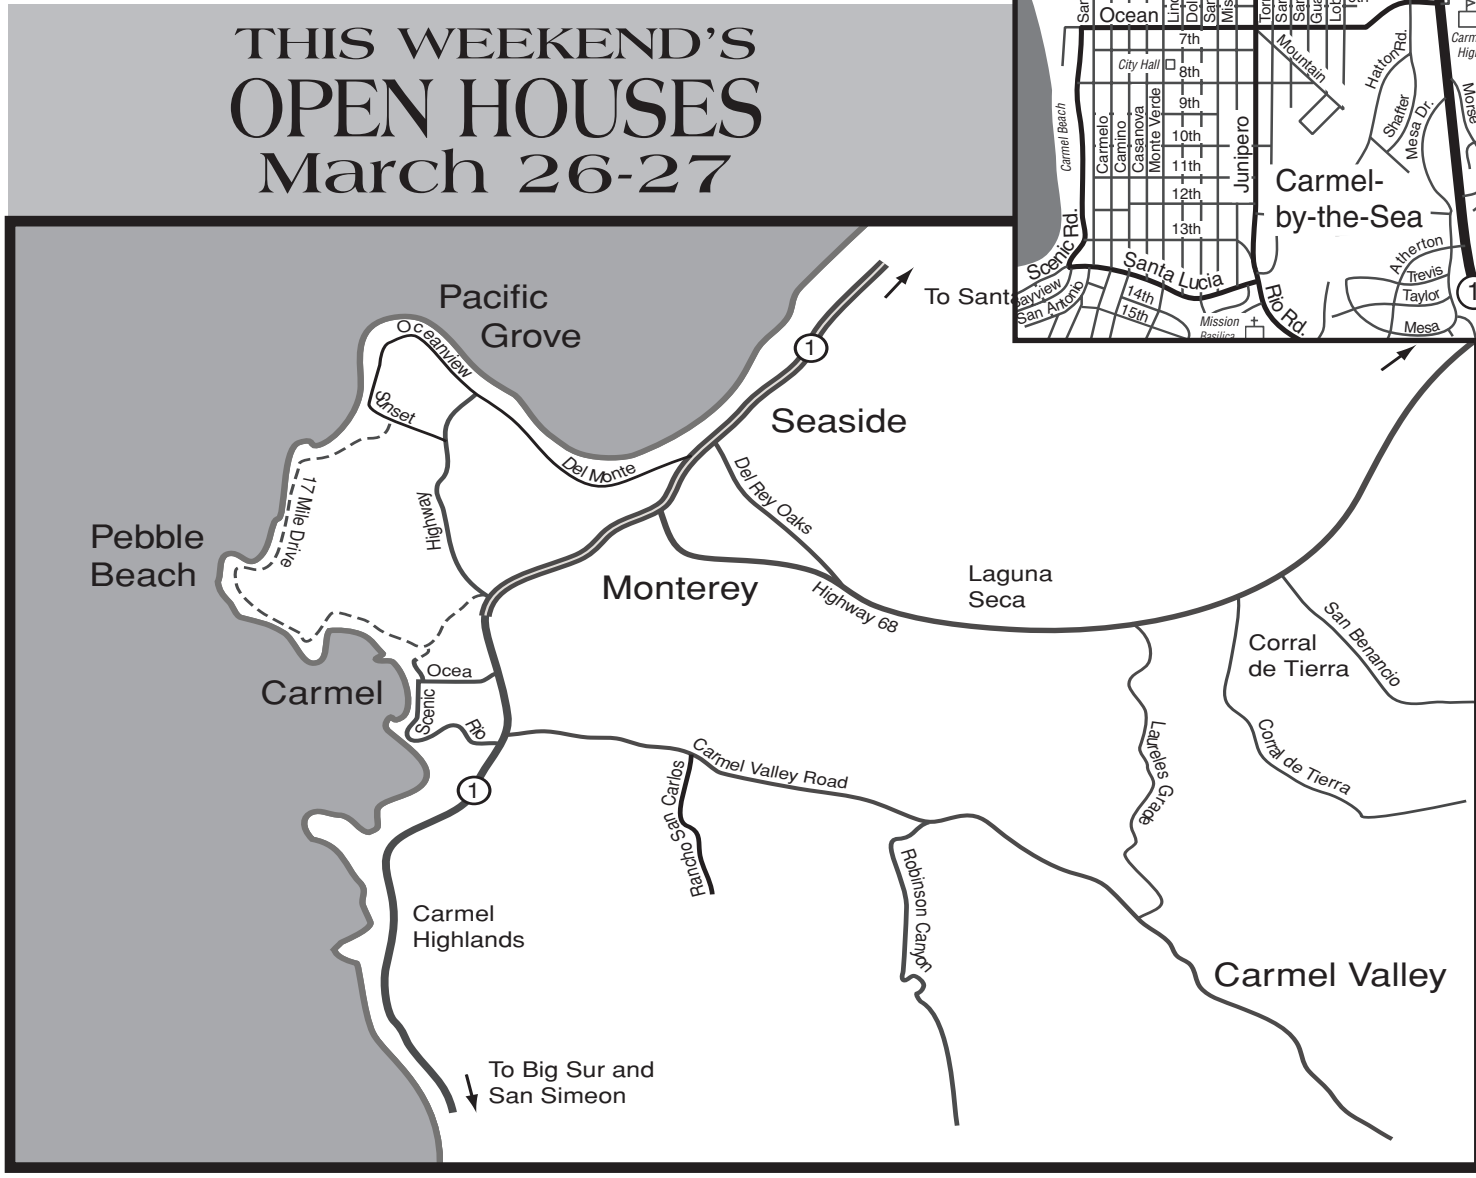 THIS WEEKEND'S
OPEN HOUSES
March 26-27
Ocean
7th
City Hall
8th
9th
10th
11th
12th
13th
Carmel Beach
Carmelo
Camino
Casanova
Monte Verde
Junipero
Mountain
Hatton Rd.
Shafter
Mesa Dr.
Morse
Carmel-
by-the-Sea
Scenic Rd.
Santa Lucia
Bayview
San Antonio
14th
15th
Mission
Basilica
Rio Rd.
Atherton
Trevis
Taylor
Mesa
1
Pacific
Grove
To Santa
Oceanview
1
Sunset
Seaside
Del Monte
17 Mile Drive
Highway
Del Rey Oaks
Pebble
Beach
Monterey
Laguna
Seca
Highway 68
San Benancio
Corral
de Tierra
Carmel
Ocea
Scenic
Rio
Laureles Grade
Corral de Tierra
Carmel Valley Road
Rancho San Carlos
1
Robinson Canyon
Carmel
Highlands
Carmel Valley
To Big Sur and
San Simeon